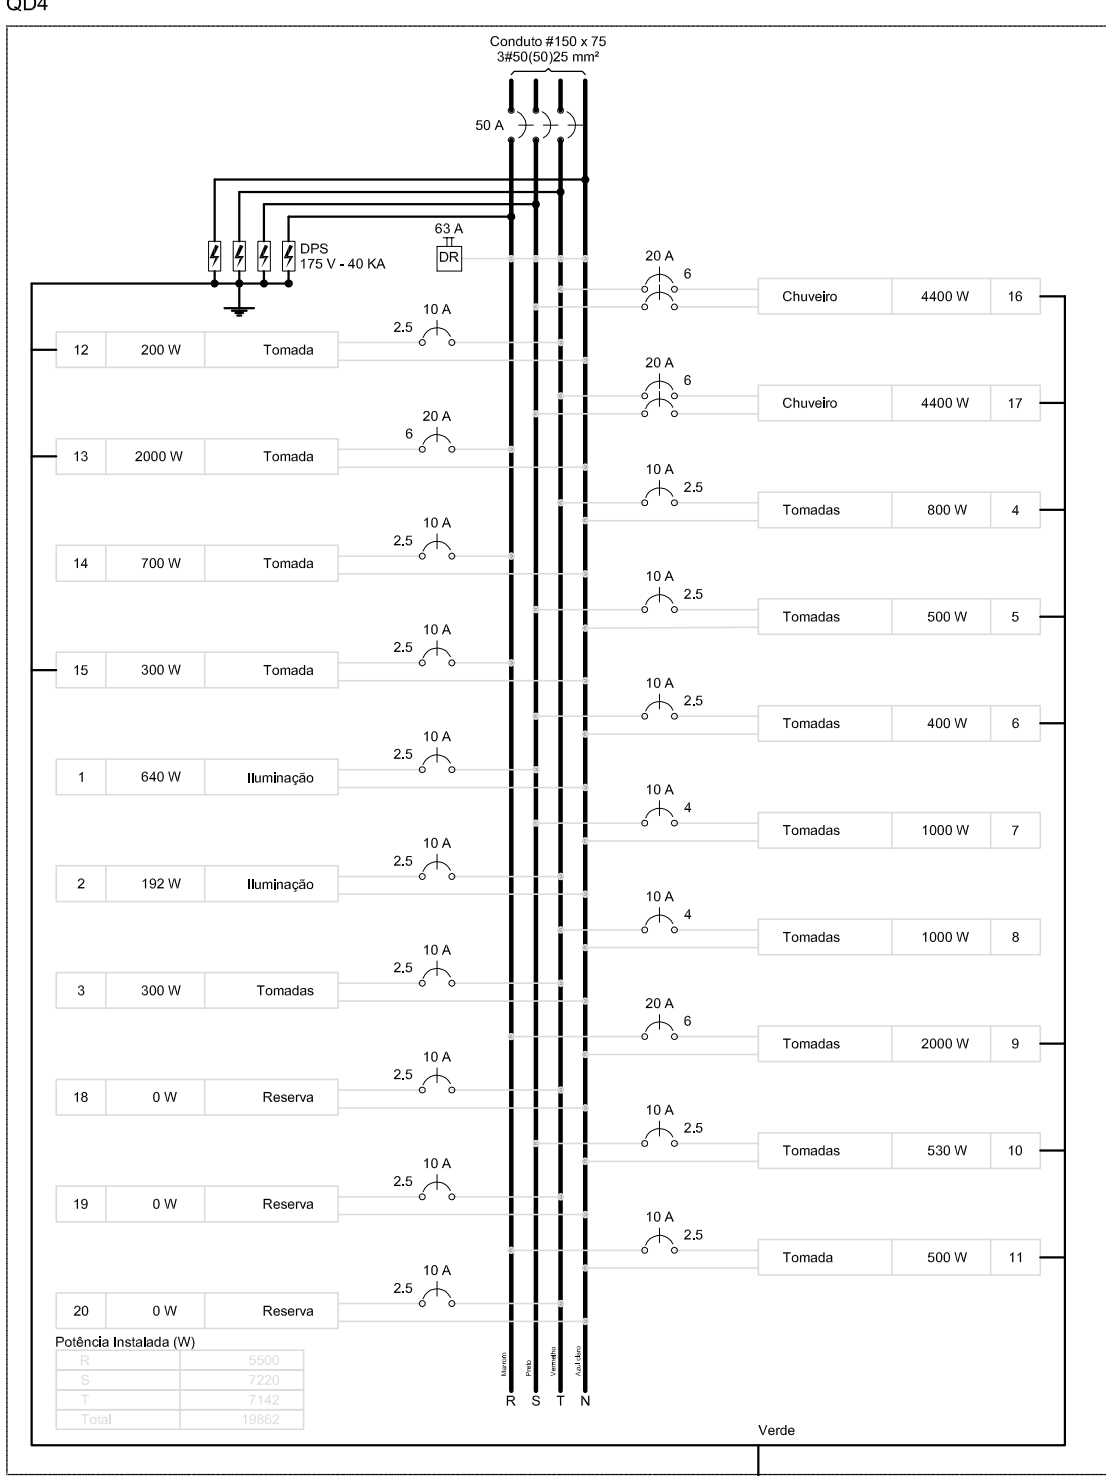 QD4
Conduto #150 x 75
3#50(50)25 mm²
50 A
DPS
175 V - 40 KA
63 A
DR
10 A
2.5
12 200 W Tomada
20 A
6
13 2000 W Tomada
10 A
2.5
14 700 W Tomada
10 A
2.5
15 300 W Tomada
10 A
2.5
1 640 W Iluminação
10 A
2.5
2 192 W Iluminação
10 A
2.5
3 300 W Tomadas
10 A
2.5
18 0 W Reserva
10 A
2.5
19 0 W Reserva
10 A
2.5
20 0 W Reserva
20 A
6
Chuveiro 4400 W 16
20 A
6
Chuveiro 4400 W 17
10 A
2.5
Tomadas 800 W 4
10 A
2.5
Tomadas 500 W 5
10 A
2.5
Tomadas 400 W 6
10 A
4
Tomadas 1000 W 7
10 A
4
Tomadas 1000 W 8
20 A
6
Tomadas 2000 W 9
10 A
2.5
Tomadas 530 W 10
10 A
2.5
Tomada 500 W 11
Potência Instalada (W)
R 5500
S 7220
T 7142
Total 19862
Marrom
Preto
Vermelho
Azul claro
R S T N
Verde